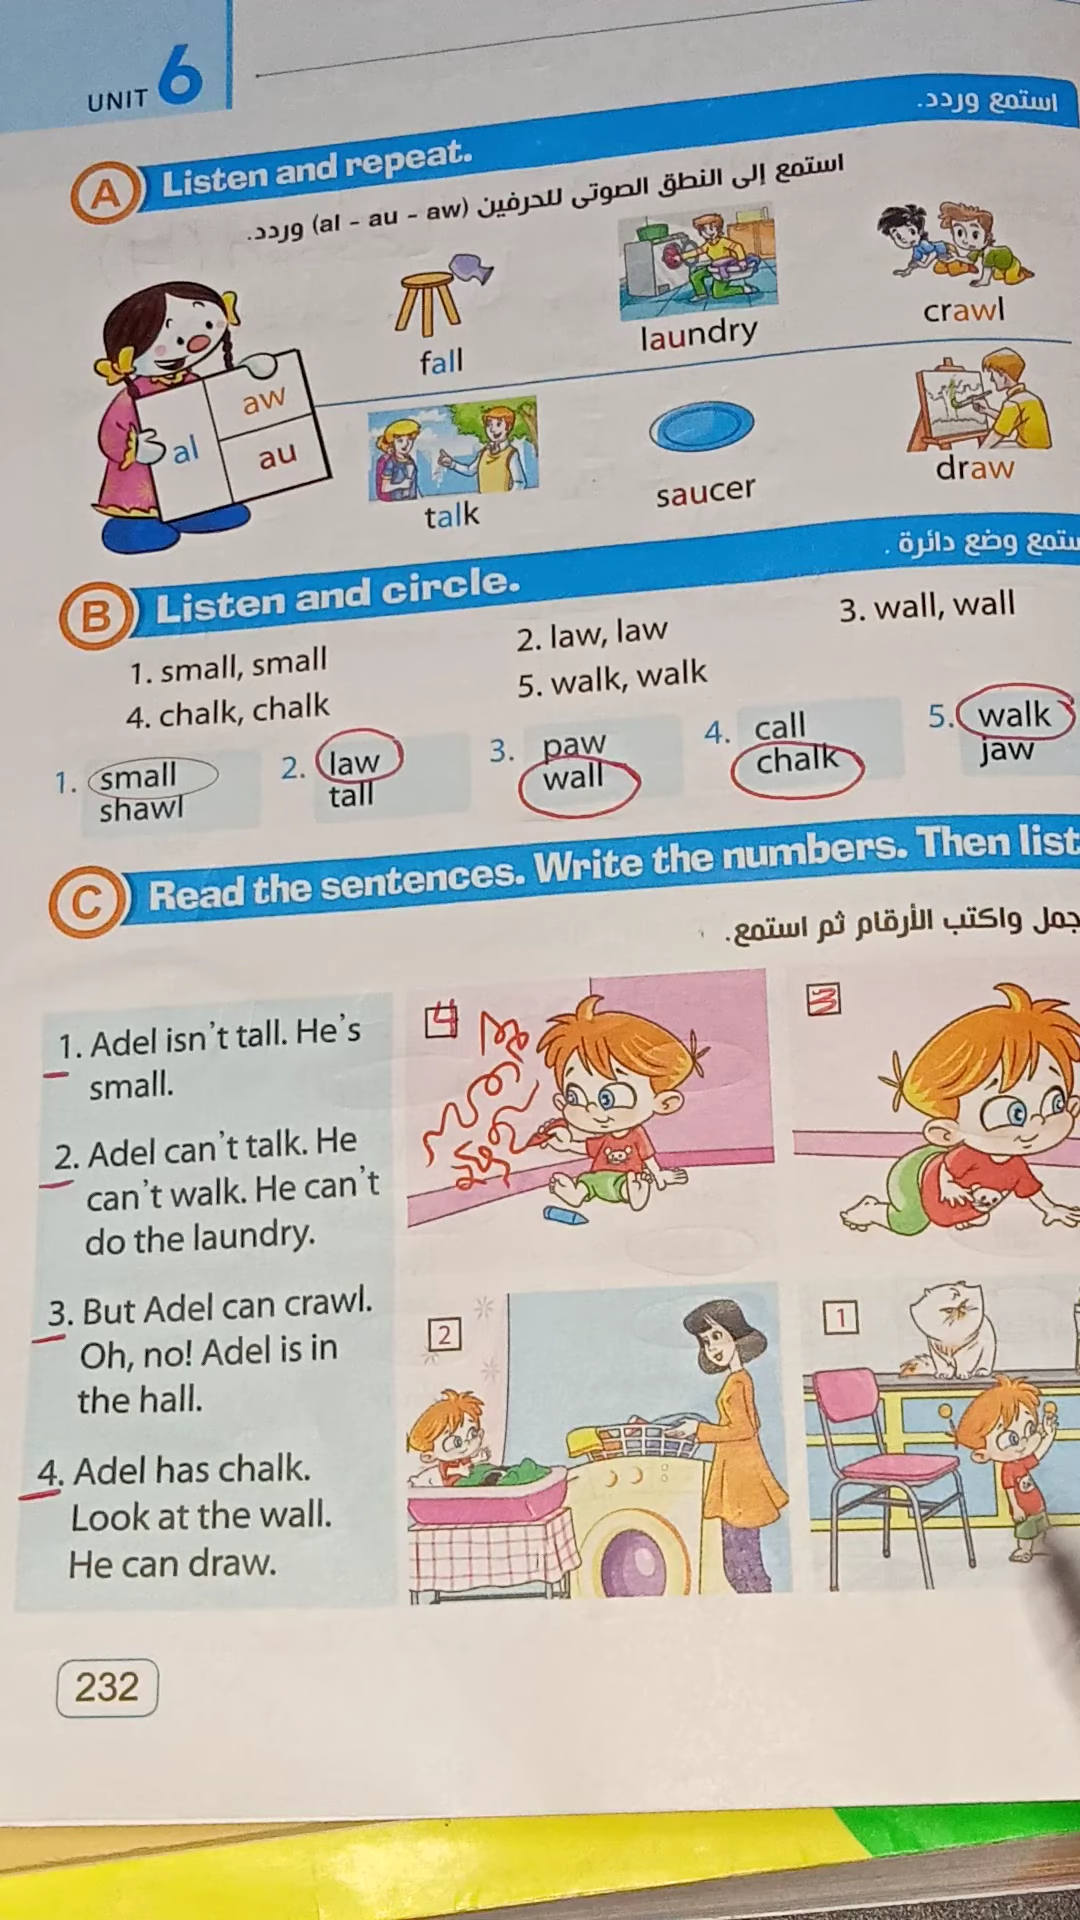 UNIT 6
استمع وردد.
A Listen and repeat.
استمع إلى النطق الصوتى للحرفين (al - au - aw) وردد.
fall
laundry
crawl
al
aw
au
talk
saucer
draw
B Listen and circle.
وضع دائرة .
1. small, small
2. law, law
3. wall, wall
4. chalk, chalk
5. walk, walk
1. small
shawl
2. law
tall
3. paw
wall
4. call
chalk
5. walk
jaw
C Read the sentences. Write the numbers. Then list
واكتب الأرقام ثم استمع.
1. Adel isn't tall. He's
small.
2. Adel can't talk. He
can't walk. He can't
do the laundry.
3. But Adel can crawl.
Oh, no! Adel is in
the hall.
4. Adel has chalk.
Look at the wall.
He can draw.
4
3
2
1
232